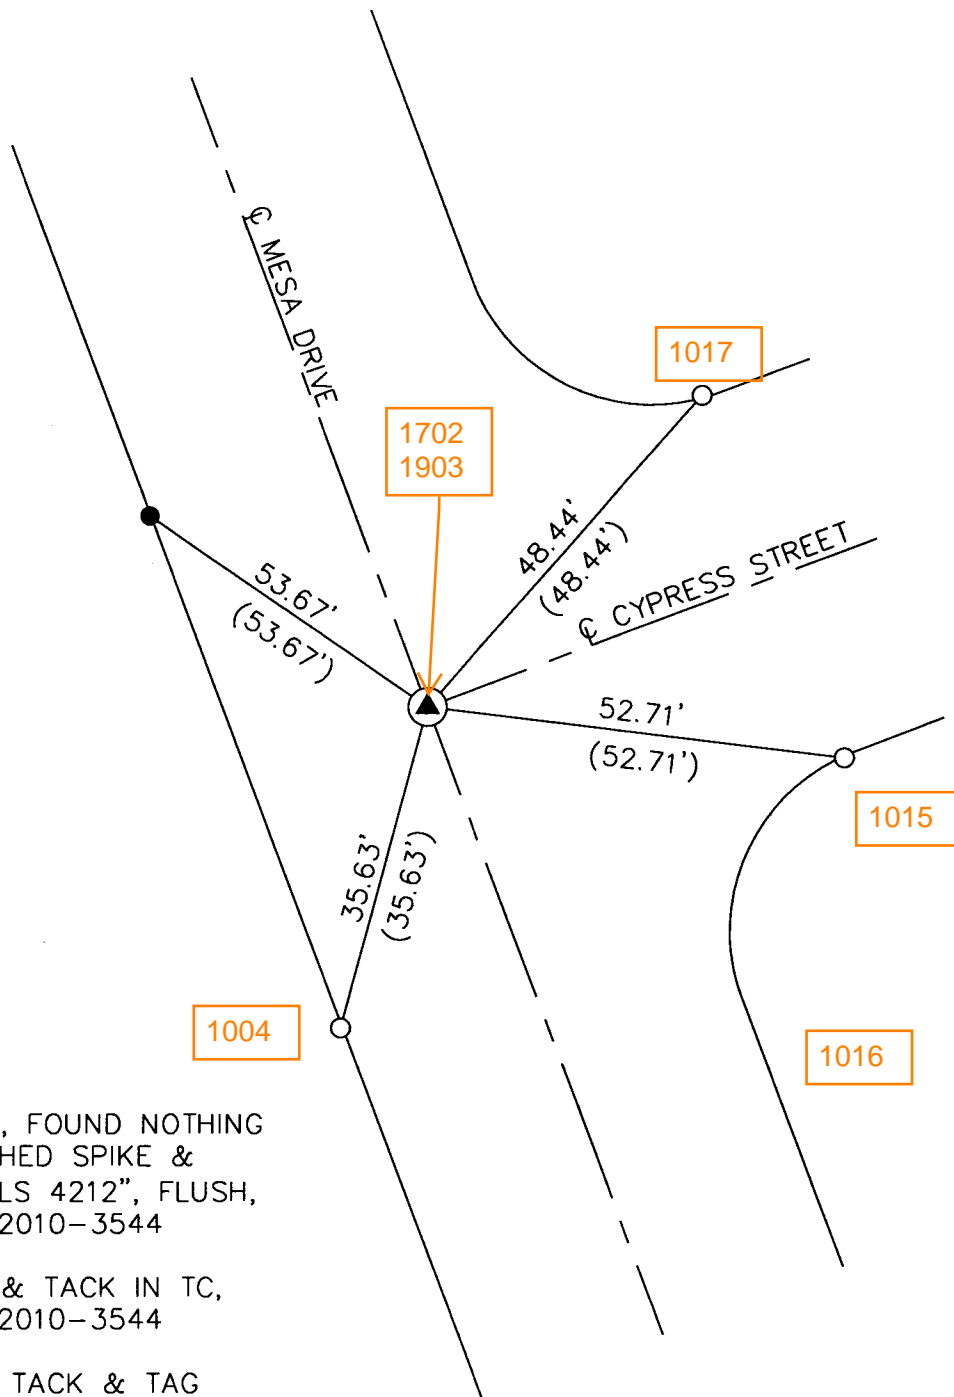 ℄ MESA DRIVE
1017
1702
1903
48.44'
(48.44')
53.67'
(53.67')
℄ CYPRESS STREET
52.71'
(52.71')
1015
35.63'
(35.63')
1004
1016
, FOUND NOTHING
HED SPIKE &
LS 4212", FLUSH,
2010-3544
& TACK IN TC,
2010-3544
TACK & TAG